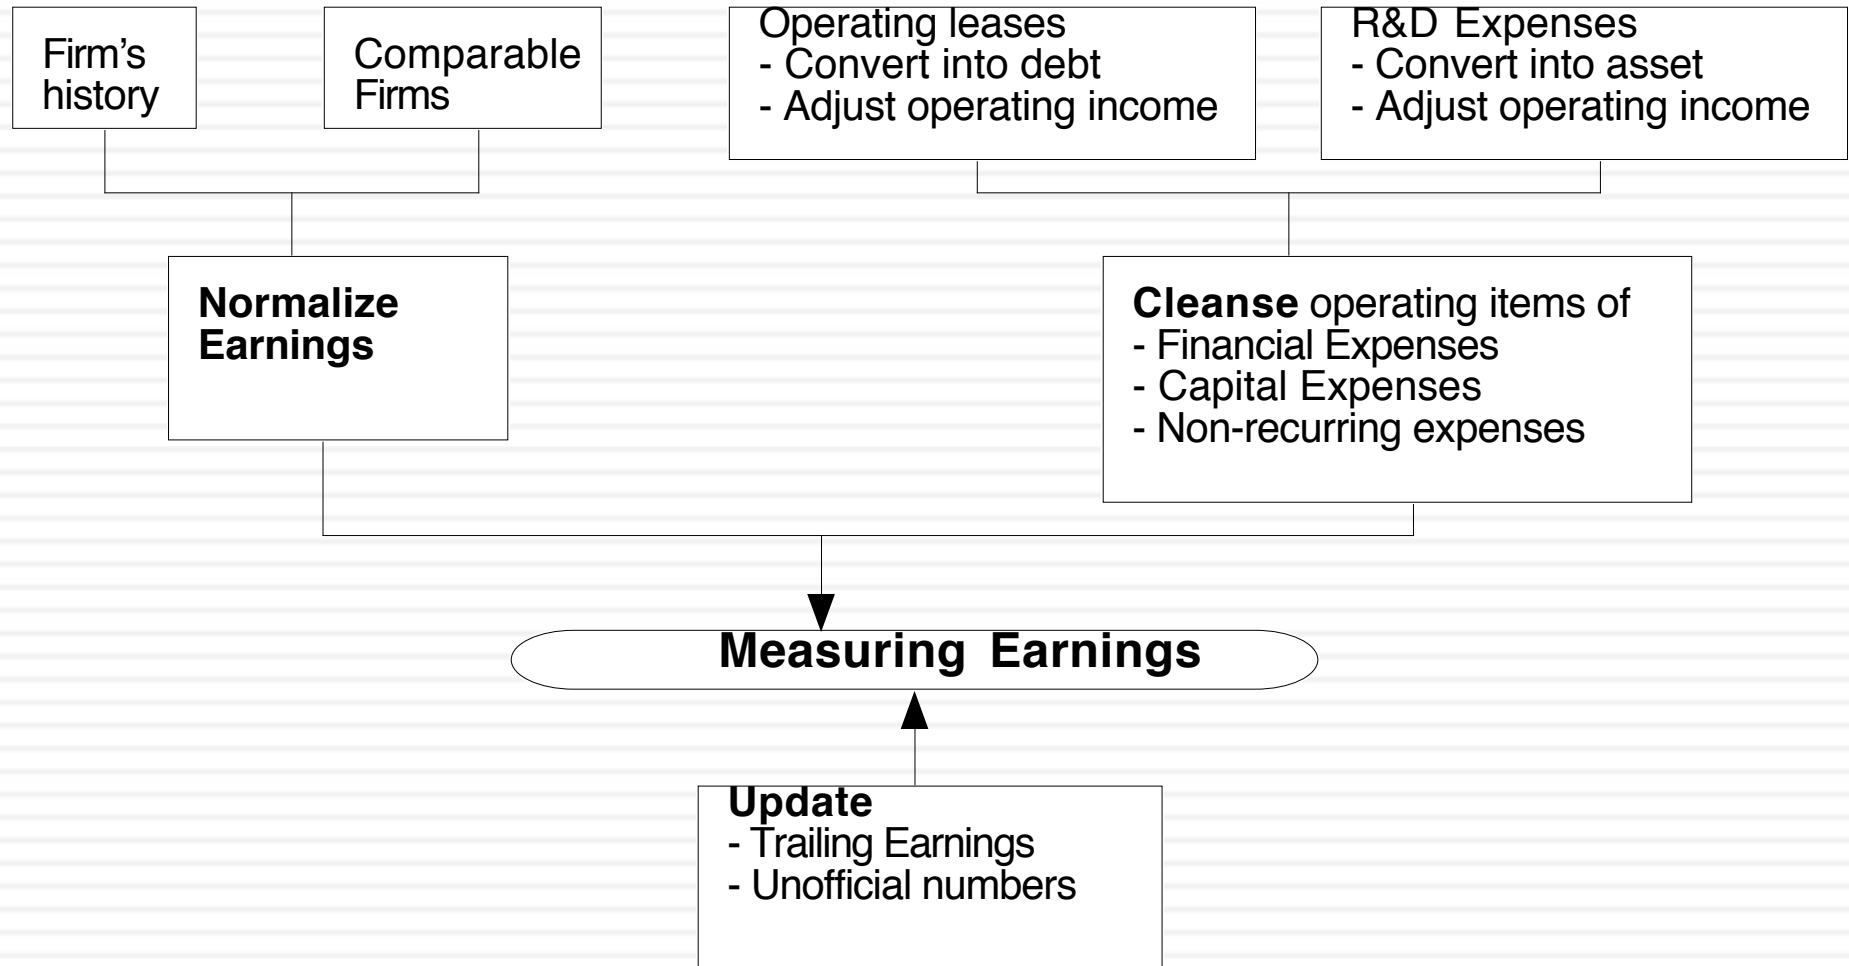 Firm's
history
Comparable
Firms
Operating leases
- Convert into debt
- Adjust operating income
R&D Expenses
- Convert into asset
- Adjust operating income
Normalize
Earnings
Cleanse operating items of
- Financial Expenses
- Capital Expenses
- Non-recurring expenses
Measuring Earnings
Update
- Trailing Earnings
- Unofficial numbers